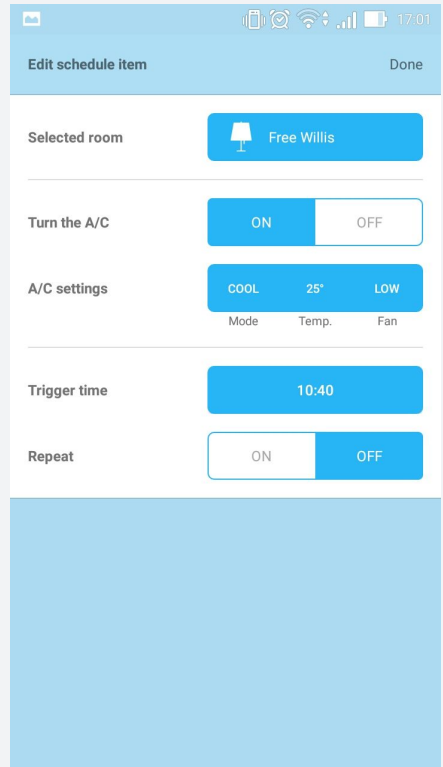 17:01
Edit schedule item Done
Selected room Free Willis
Turn the A/C ON OFF
A/C settings COOL 25° LOW
Mode Temp. Fan
Trigger time 10:40
Repeat ON OFF